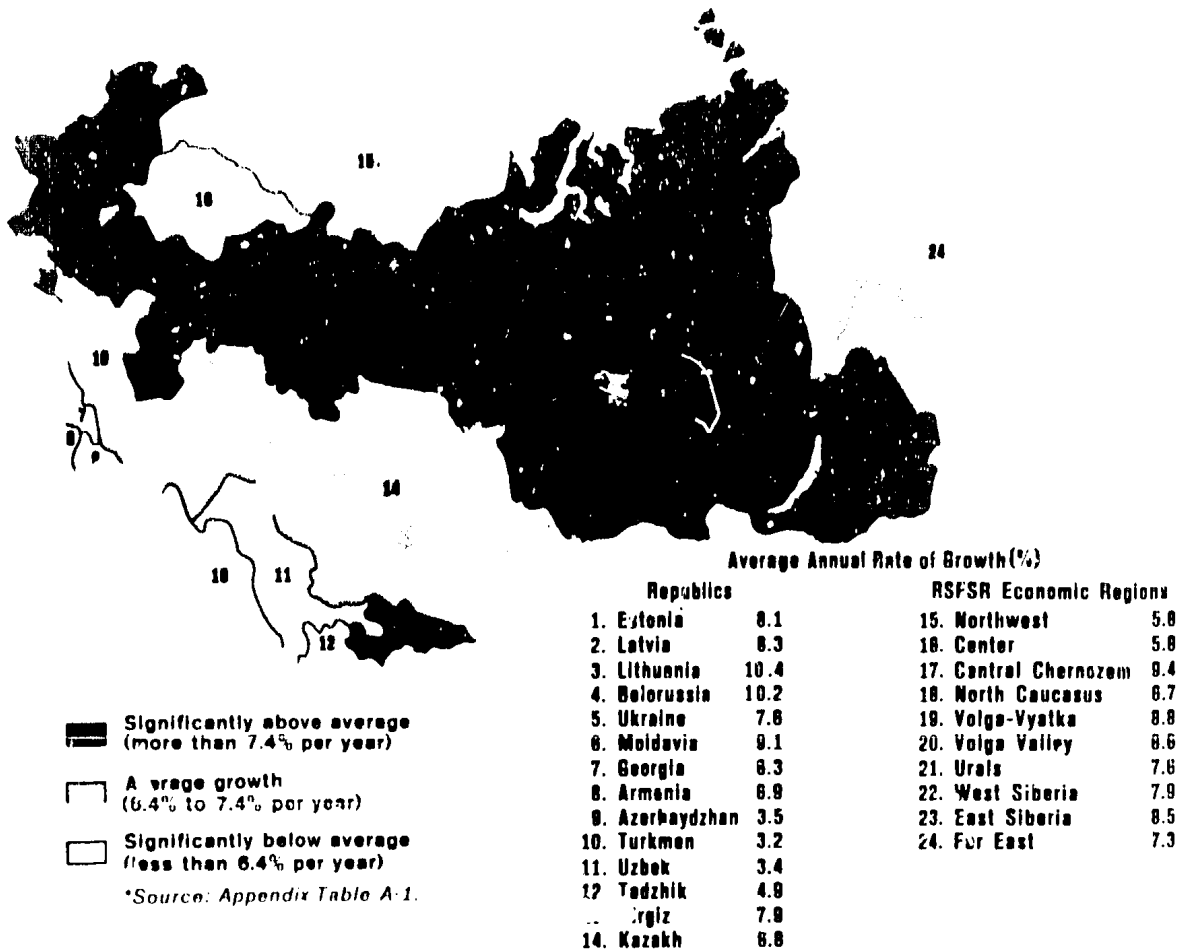 15.
16
24
18
7
8
9
14
10
11
12
Average Annual Rate of Growth(%)
Republics
1. Estonia 8.1
2. Latvia 8.3
3. Lithuania 10.4
4. Belorussia 10.2
5. Ukraine 7.6
6. Moldavia 9.1
7. Georgia 6.3
8. Armenia 6.9
9. Azerbaydzhan 3.5
10. Turkmen 3.2
11. Uzbek 3.4
12 Tadzhik 4.9
rgiz 7.9
14. Kazakh 6.8
RSFSR Economic Regions
15. Northwest 5.8
16. Center 5.8
17. Central Chernozem 9.4
18. North Caucasus 6.7
19. Volga-Vyatka 8.8
20. Volga Valley 8.6
21. Urals 7.6
22. West Siberia 7.9
23. East Siberia 8.5
24. Far East 7.3
Significantly above average
(more than 7.4% per year)
A erage growth
(6.4% to 7.4% per year)
Significantly below average
(less than 6.4% per year)
*Source: Appendix Table A-1.